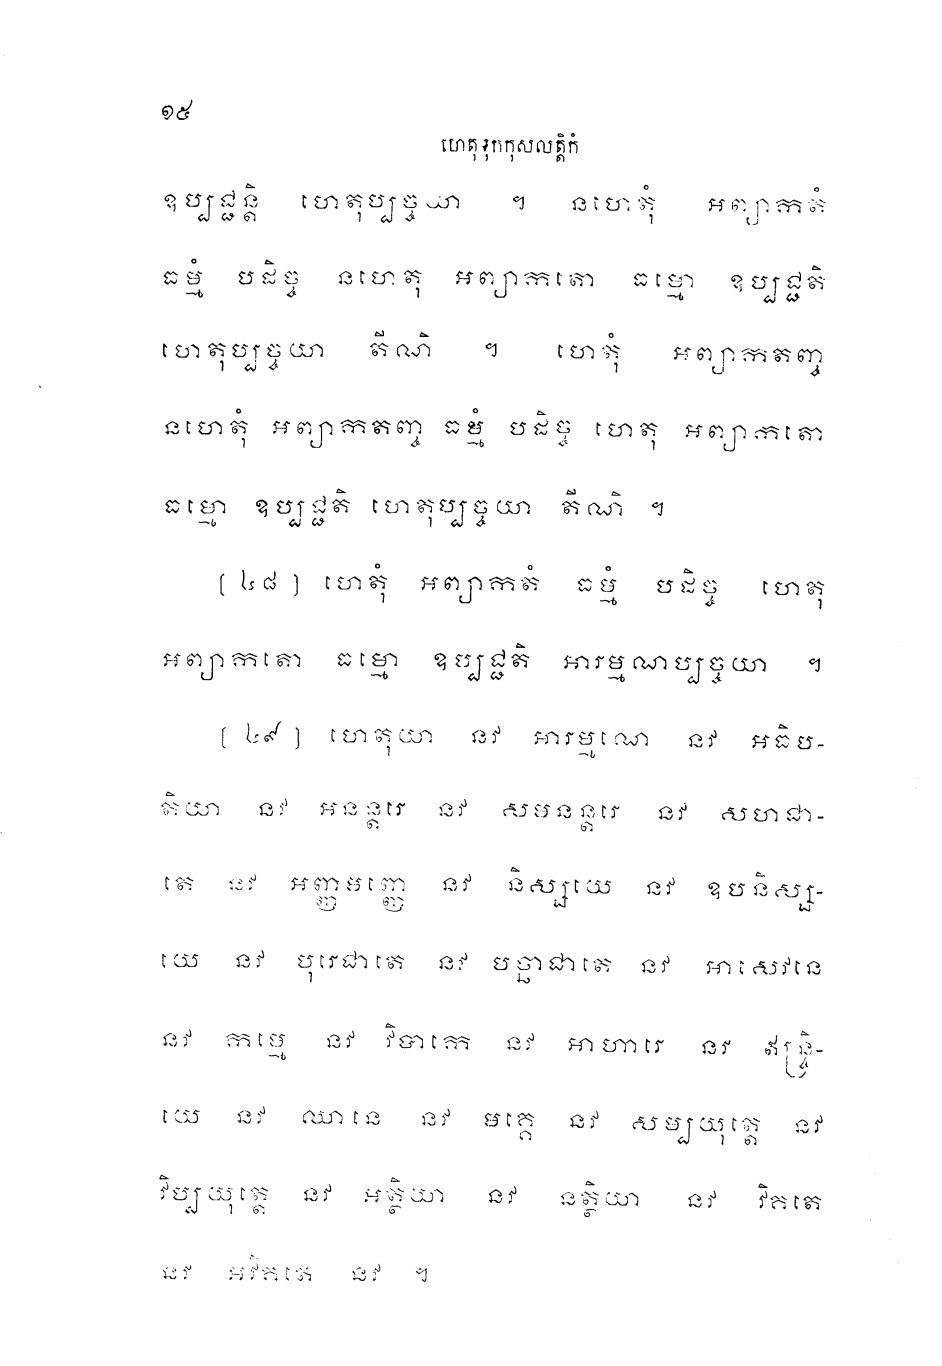 ១៥
ហេតុទុកកុសលត្តិកំ
ឧប្បជ្ជន្តិ ហេតុប្បច្ចយា ។ នហេតុំ អព្យាកតំ
ធម្មំ បដិច្ច នហេតុ អព្យាកតោ ធម្មោ ឧប្បជ្ជតិ
ហេតុប្បច្ចយា តីណិ ។ ហេតុំ អព្យាកតញ្ច
នហេតុំ អព្យាកតញ្ច ធម្មំ បដិច្ច ហេតុ អព្យាកតោ
ធម្មោ ឧប្បជ្ជតិ ហេតុប្បច្ចយា តីណិ ។
[ ៤៨ ] ហេតុំ អព្យាកតំ ធម្មំ បដិច្ច ហេតុ
អព្យាកតោ ធម្មោ ឧប្បជ្ជតិ អារម្មណប្បច្ចយា ។
[ ៤៩ ] ហេតុយា នវ អារម្មណេ នវ អធិប-
តិយា នវ អនន្តរេ នវ សមនន្តរេ នវ សហជា-
តេ នវ អញ្ញមញ្ញេ នវ និស្សយេ នវ ឧបនិស្ស-
យេ នវ បុរេជាតេ នវ បច្ឆាជាតេ នវ អាសេវនេ
នវ កម្មេ នវ វិបាកេ នវ អាហារេ នវ ឥន្ទ្រិ-
យេ នវ ឈានេ នវ មគ្គេ នវ សម្បយុត្តេ នវ
វិប្បយុត្តេ នវ អត្ថិយា នវ នត្ថិយា នវ វិគតេ
នវ អវិគតេ នវ ។